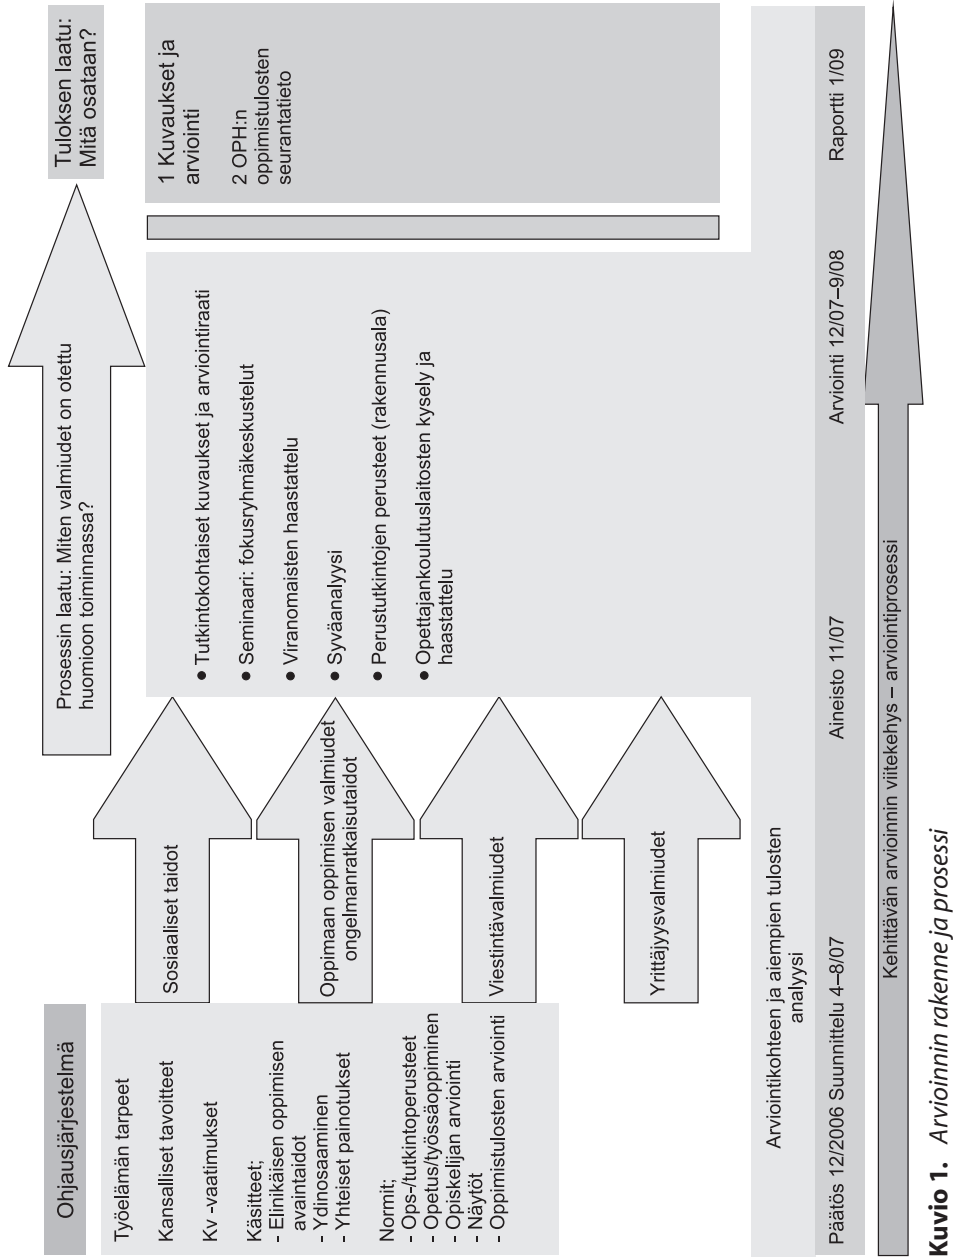 Ohjausjärjestelmä
Työelämän tarpeet
Kansalliset tavoitteet
Kv -vaatimukset
Käsitteet;
- Elinikäisen oppimisen
avaintaidot
- Ydinosaaminen
- Yhteiset painotukset
Normit;
- Ops-/tutkintoperusteet
- Opetus/työssäoppiminen
- Opiskelijan arviointi
- Näytöt
- Oppimistulosten arviointi
Sosiaaliset taidot
Oppimaan oppimisen valmiudet
ongelmanratkaisutaidot
Viestintävalmiudet
Yrittäjyysvalmiudet
Prosessin laatu: Miten valmiudet on otettu
huomioon toiminnassa?
● Tutkintokohtaiset kuvaukset ja arviointiraati
● Seminaari: fokusryhmäkeskustelut
● Viranomaisten haastattelu
● Syväanalyysi
● Perustutkintojen perusteet (rakennusala)
● Opettajankoulutuslaitosten kysely ja
haastattelu
Tuloksen laatu:
Mitä osataan?
1 Kuvaukset ja
arviointi
2 OPH:n
oppimistulosten
seurantatieto
Arviointikohteen ja aiempien tulosten
analyysi
Päätös 12/2006 Suunnittelu 4–8/07 Aineisto 11/07 Arviointi 12/07–9/08 Raportti 1/09
Kehittävän arvioinnin viitekehys – arviointiprosessi
Kuvio 1. Arvioinnin rakenne ja prosessi